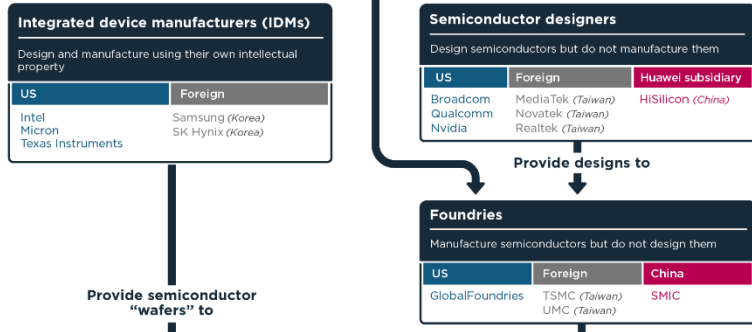 Integrated device manufacturers (IDMs)
Design and manufacture using their own intellectual
property
US
Foreign
Intel
Micron
Texas Instruments
Samsung (Korea)
SK Hynix (Korea)
Provide semiconductor
“wafers” to
Semiconductor designers
Design semiconductors but do not manufacture them
US
Foreign
Huawei subsidiary
Broadcom
Qualcomm
Nvidia
MediaTek (Taiwan)
Novatek (Taiwan)
Realtek (Taiwan)
HiSilicon (China)
Provide designs to
Foundries
Manufacture semiconductors but do not design them
US
Foreign
China
GlobalFoundries
TSMC (Taiwan)
UMC (Taiwan)
SMIC